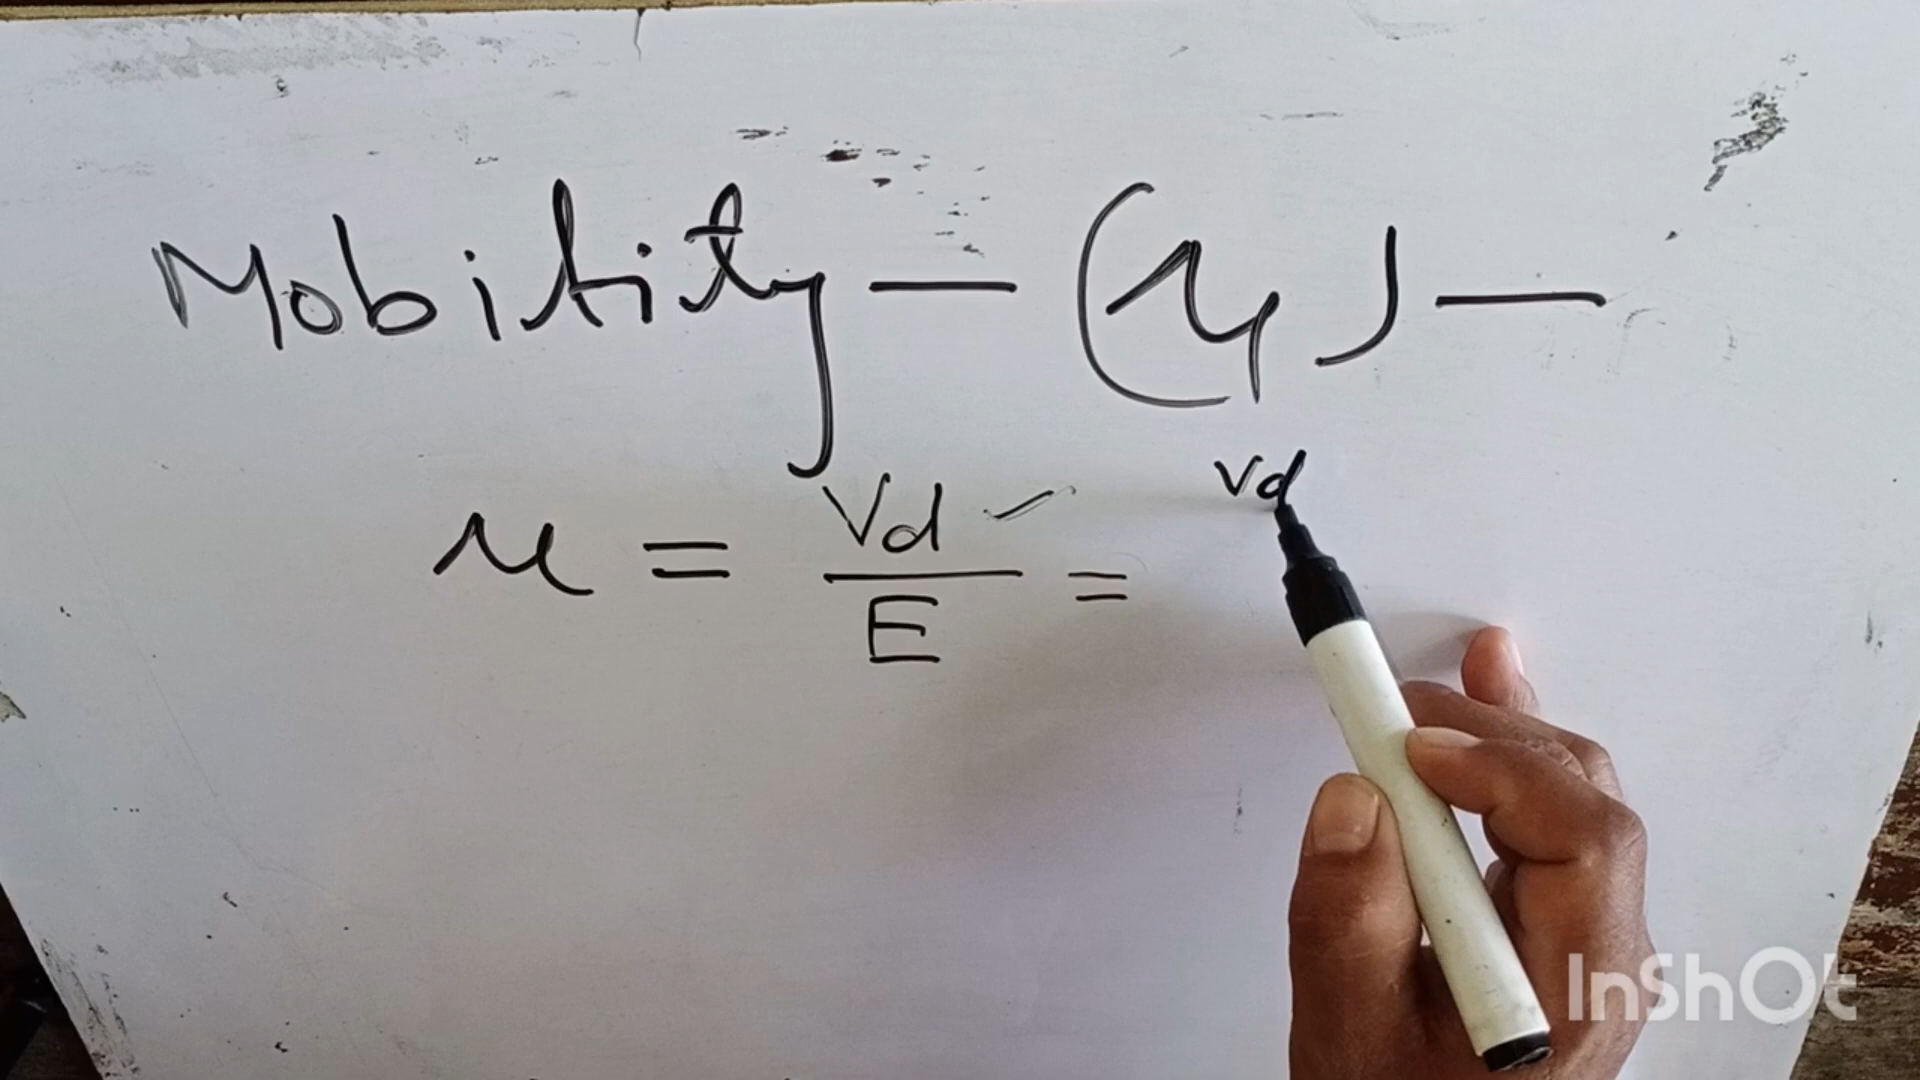 Mobility — (μ) —
μ = Vd / E = Vd
InShOt